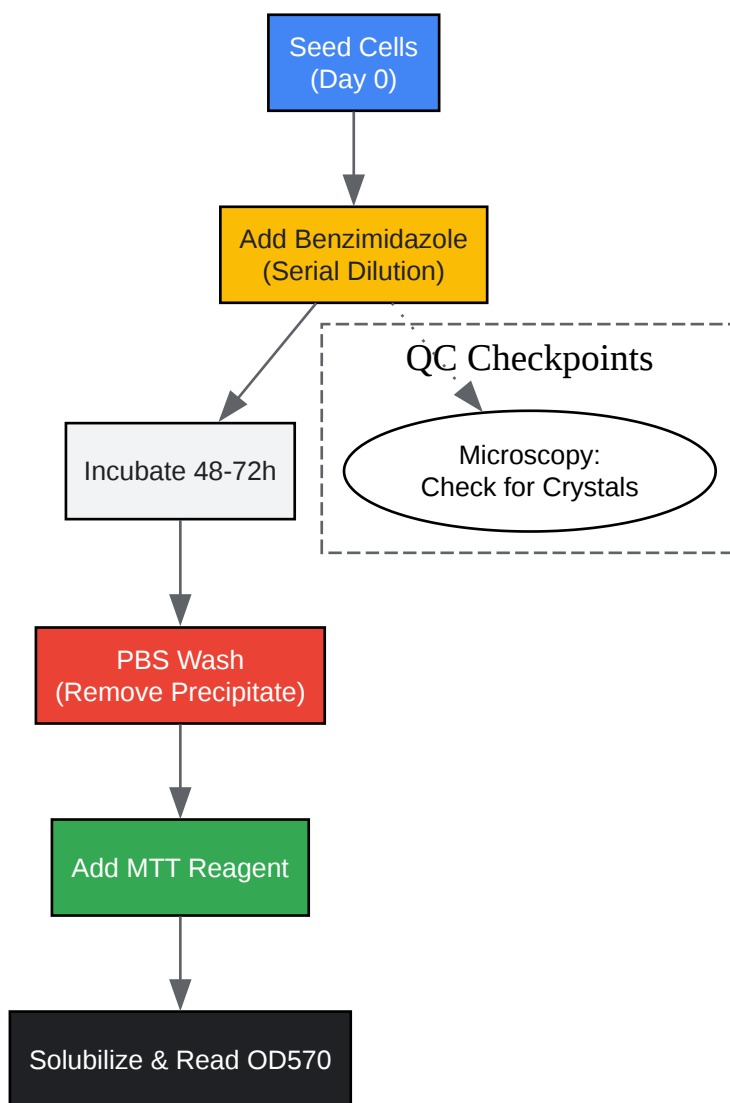 Seed Cells
(Day 0)
Add Benzimidazole
(Serial Dilution)
QC Checkpoints
Incubate 48-72h
Microscopy:
Check for Crystals
PBS Wash
(Remove Precipitate)
Add MTT Reagent
Solubilize & Read OD570